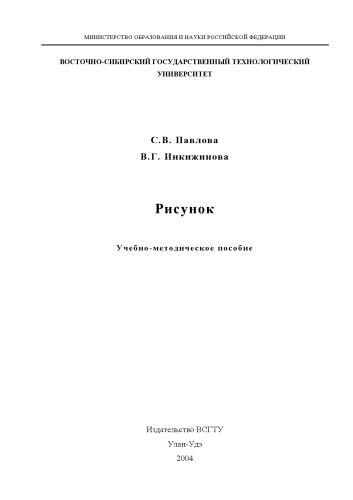 МИНИСТЕРСТВО ОБРАЗОВАНИЯ И НАУКИ РОССИЙСКОЙ ФЕДЕРАЦИИ
ВОСТОЧНО-СИБИРСКИЙ ГОСУДАРСТВЕННЫЙ ТЕХНОЛОГИЧЕСКИЙ
УНИВЕРСИТЕТ
С.В. Павлова
В.Г. Инкижинова
Рисунок
Учебно-методическое пособие
Издательство ВСГТУ
Улан-Удэ
2004